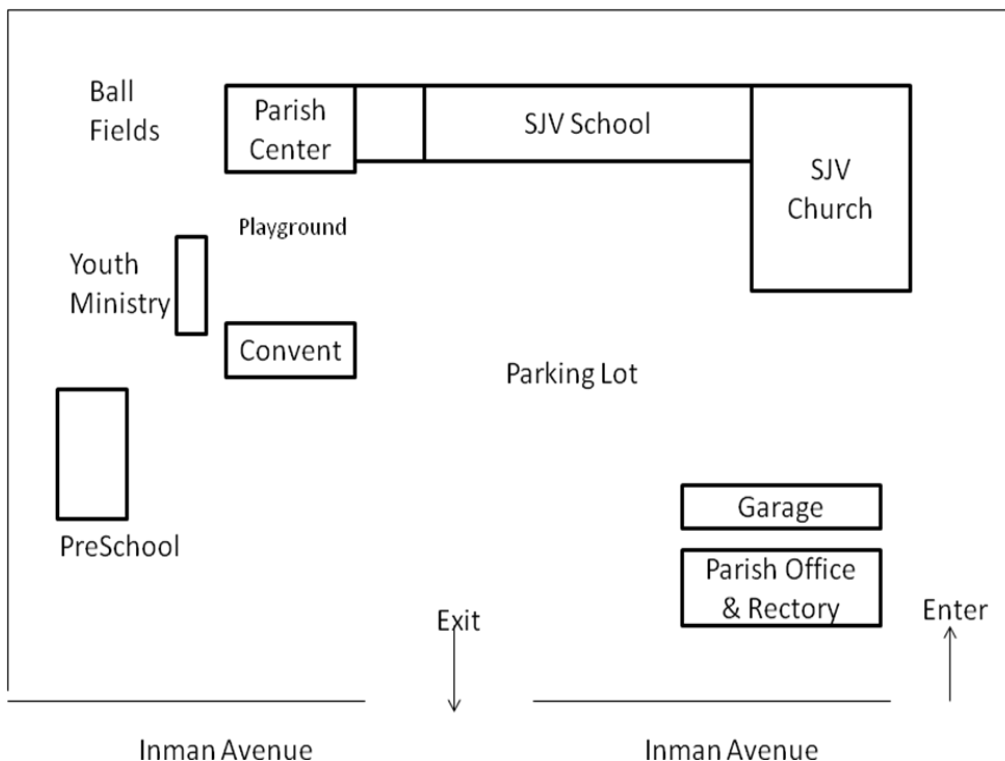 Ball
Fields
Parish
Center
SJV School
SJV
Church
Playground
Youth
Ministry
Convent
Parking Lot
PreSchool
Garage
Parish Office
& Rectory
Exit
Enter
Inman Avenue
Inman Avenue